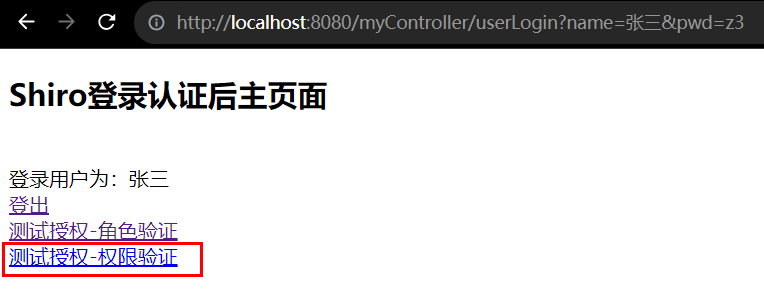 http://localhost:8080/myController/userLogin?name=张三&pwd=z3
Shiro登录认证后主页面
登录用户为：张三
登出
测试授权-角色验证
测试授权-权限验证